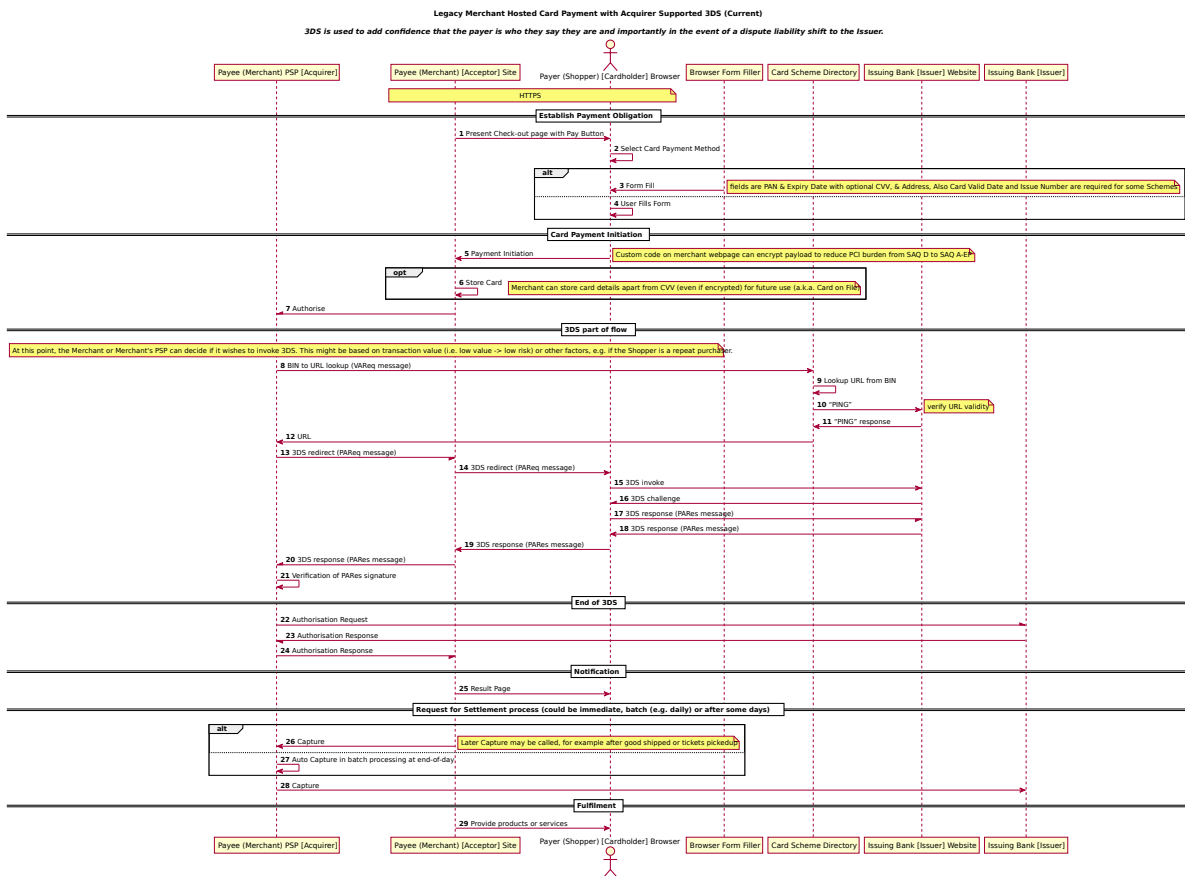 Legacy Merchant Hosted Card Payment with Acquirer Supported 3DS (Current)
3DS is used to add confidence that the payer is who they say they are and importantly in the event of a dispute liability shift to the Issuer.
Payee (Merchant) PSP [Acquirer]
Payee (Merchant) [Acceptor] Site
Payer (Shopper) [Cardholder] Browser
Browser Form Filler
Card Scheme Directory
Issuing Bank [Issuer] Website
Issuing Bank [Issuer]
HTTPS
Establish Payment Obligation
1 Present Check-out page with Pay Button
2 Select Card Payment Method
alt
3 Form Fill
fields are PAN & Expiry Date with optional CVV, & Address, Also Card Valid Date and Issue Number are required for some Schemes
4 User Fills Form
Card Payment Initiation
5 Payment Initiation
Custom code on merchant webpage can encrypt payload to reduce PCI burden from SAQ D to SAQ A-EP
opt
6 Store Card
Merchant can store card details apart from CVV (even if encrypted) for future use (a.k.a. Card on File)
7 Authorise
3DS part of flow
At this point, the Merchant or Merchant's PSP can decide if it wishes to invoke 3DS. This might be based on transaction value (i.e. low value -> low risk) or other factors, e.g. if the Shopper is a repeat purchaser.
8 BIN to URL lookup (VAReq message)
9 Lookup URL from BIN
10 "PING"
verify URL validity
11 "PING" response
12 URL
13 3DS redirect (PAReq message)
14 3DS redirect (PAReq message)
15 3DS invoke
16 3DS challenge
17 3DS response (PARes message)
18 3DS response (PARes message)
19 3DS response (PARes message)
20 3DS response (PARes message)
21 Verification of PARes signature
End of 3DS
22 Authorisation Request
23 Authorisation Response
24 Authorisation Response
Notification
25 Result Page
Request for Settlement process (could be immediate, batch (e.g. daily) or after some days)
alt
26 Capture
Later Capture may be called, for example after good shipped or tickets pickedup
27 Auto Capture in batch processing at end-of-day
28 Capture
Fulfilment
29 Provide products or services
Payee (Merchant) PSP [Acquirer]
Payee (Merchant) [Acceptor] Site
Payer (Shopper) [Cardholder] Browser
Browser Form Filler
Card Scheme Directory
Issuing Bank [Issuer] Website
Issuing Bank [Issuer]